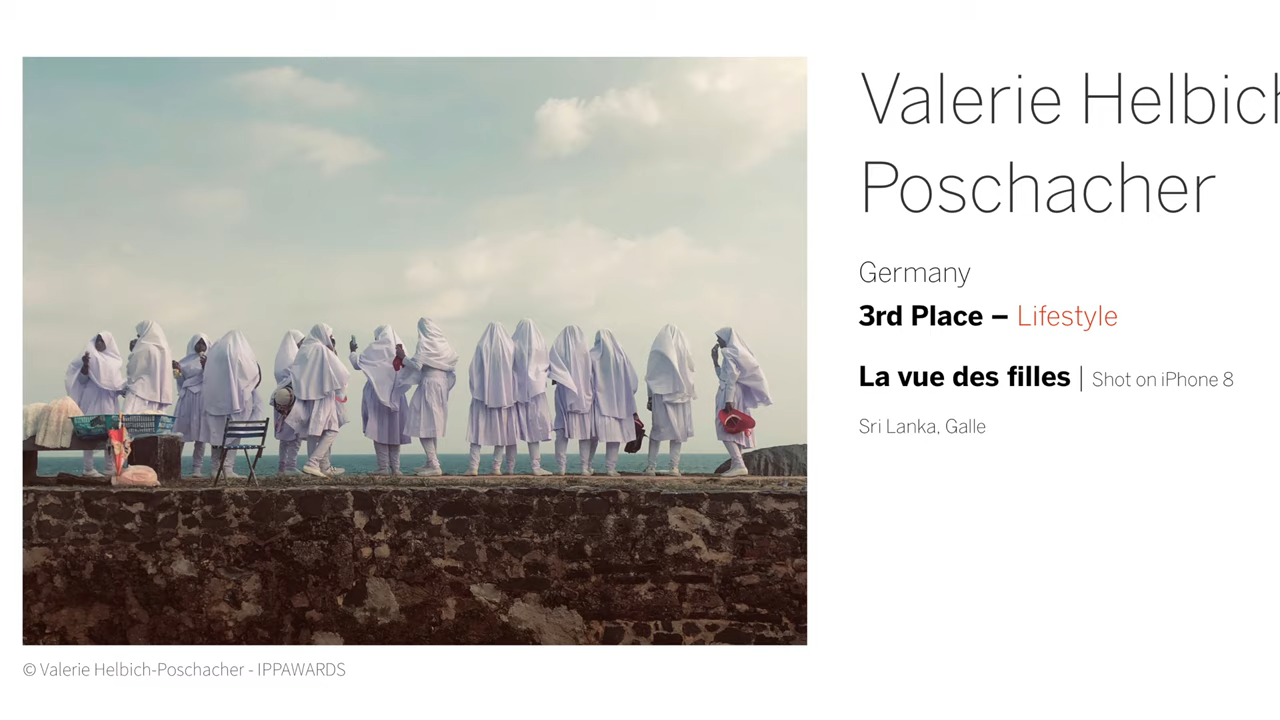 Valerie Helbich
Poschacher
Germany
3rd Place – Lifestyle
La vue des filles | Shot on iPhone 8
Sri Lanka, Galle
© Valerie Helbich-Poschacher - IPPAWARDS